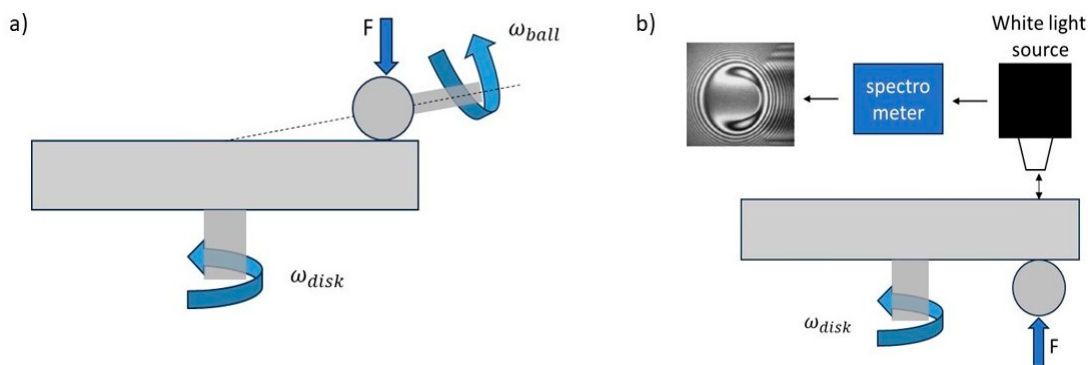 a)
F
ω_ball
ω_disk
b)
White light
source
spectro
meter
ω_disk
F